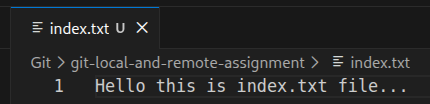 index.txt U
Git > git-local-and-remote-assignment > index.txt
1 Hello this is index.txt file...